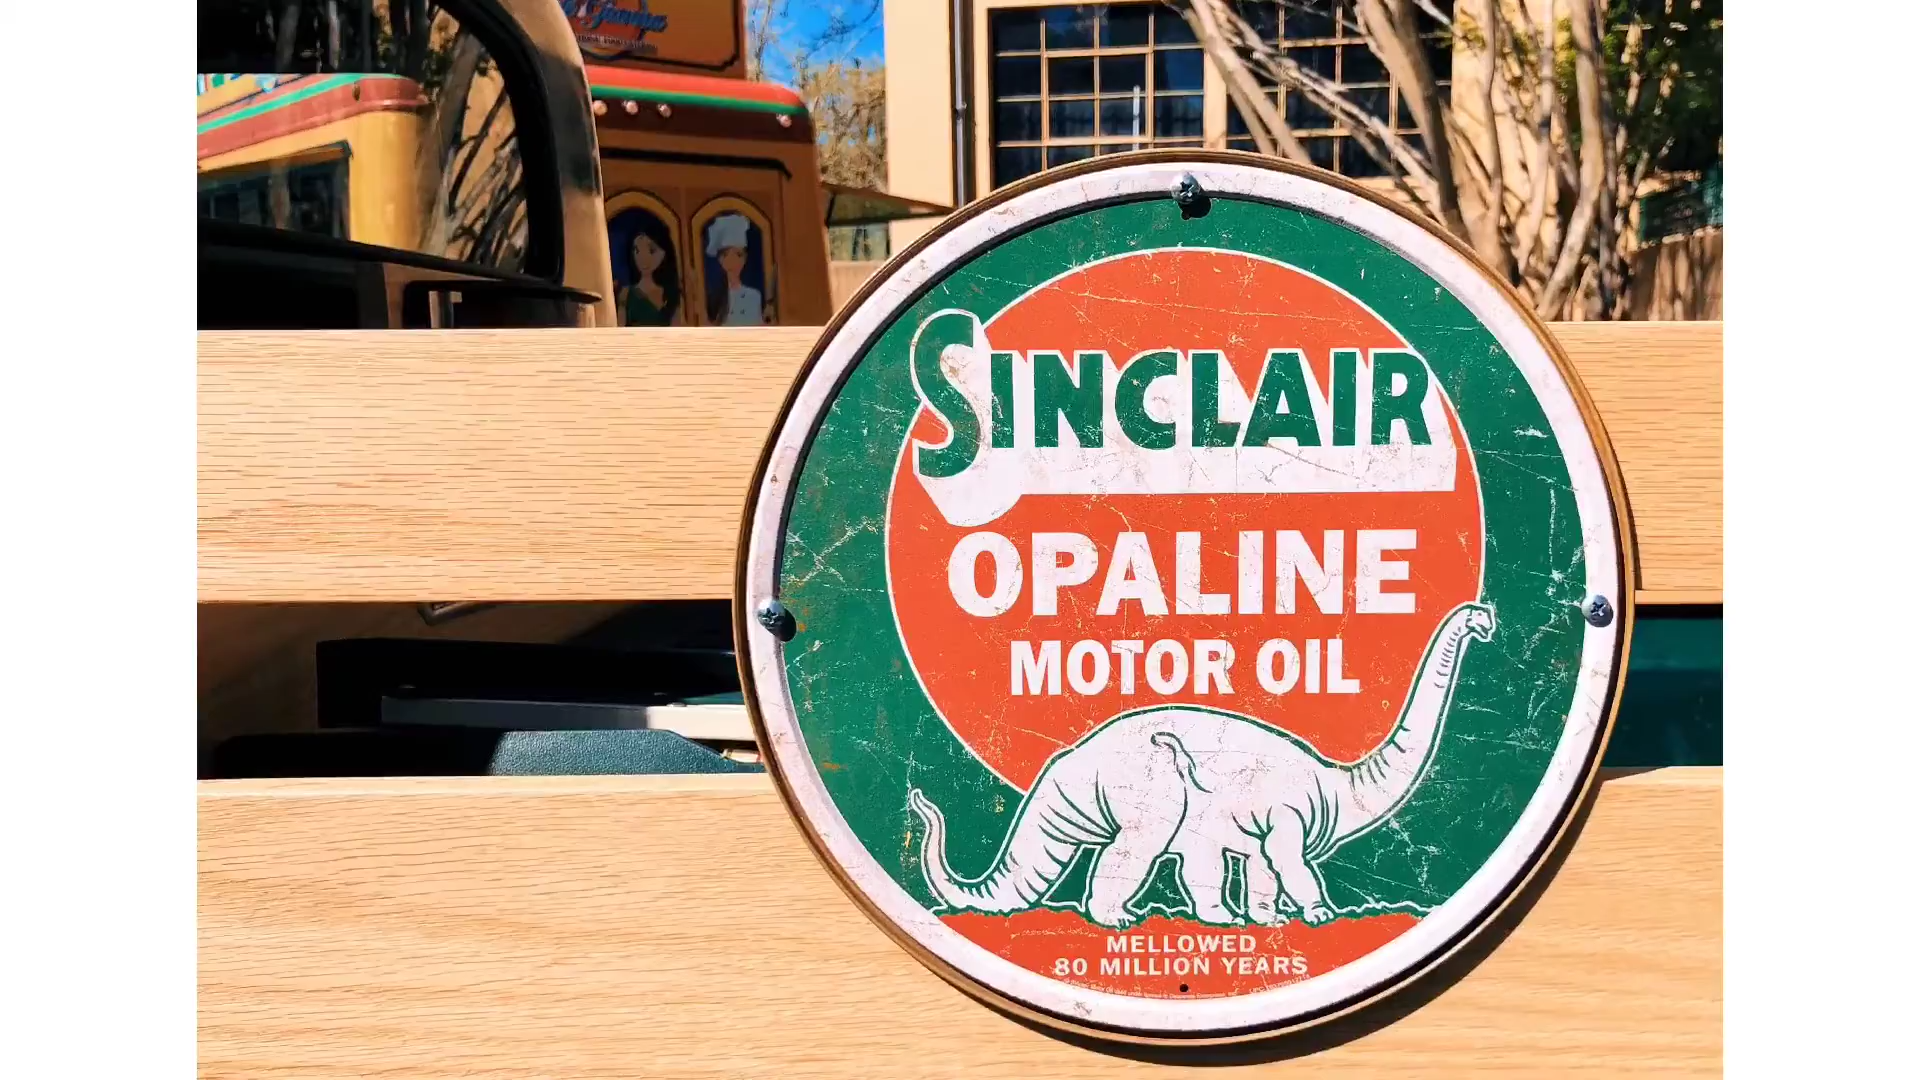 SINCLAIR
OPALINE
MOTOR OIL
MELLOWED
80 MILLION YEARS